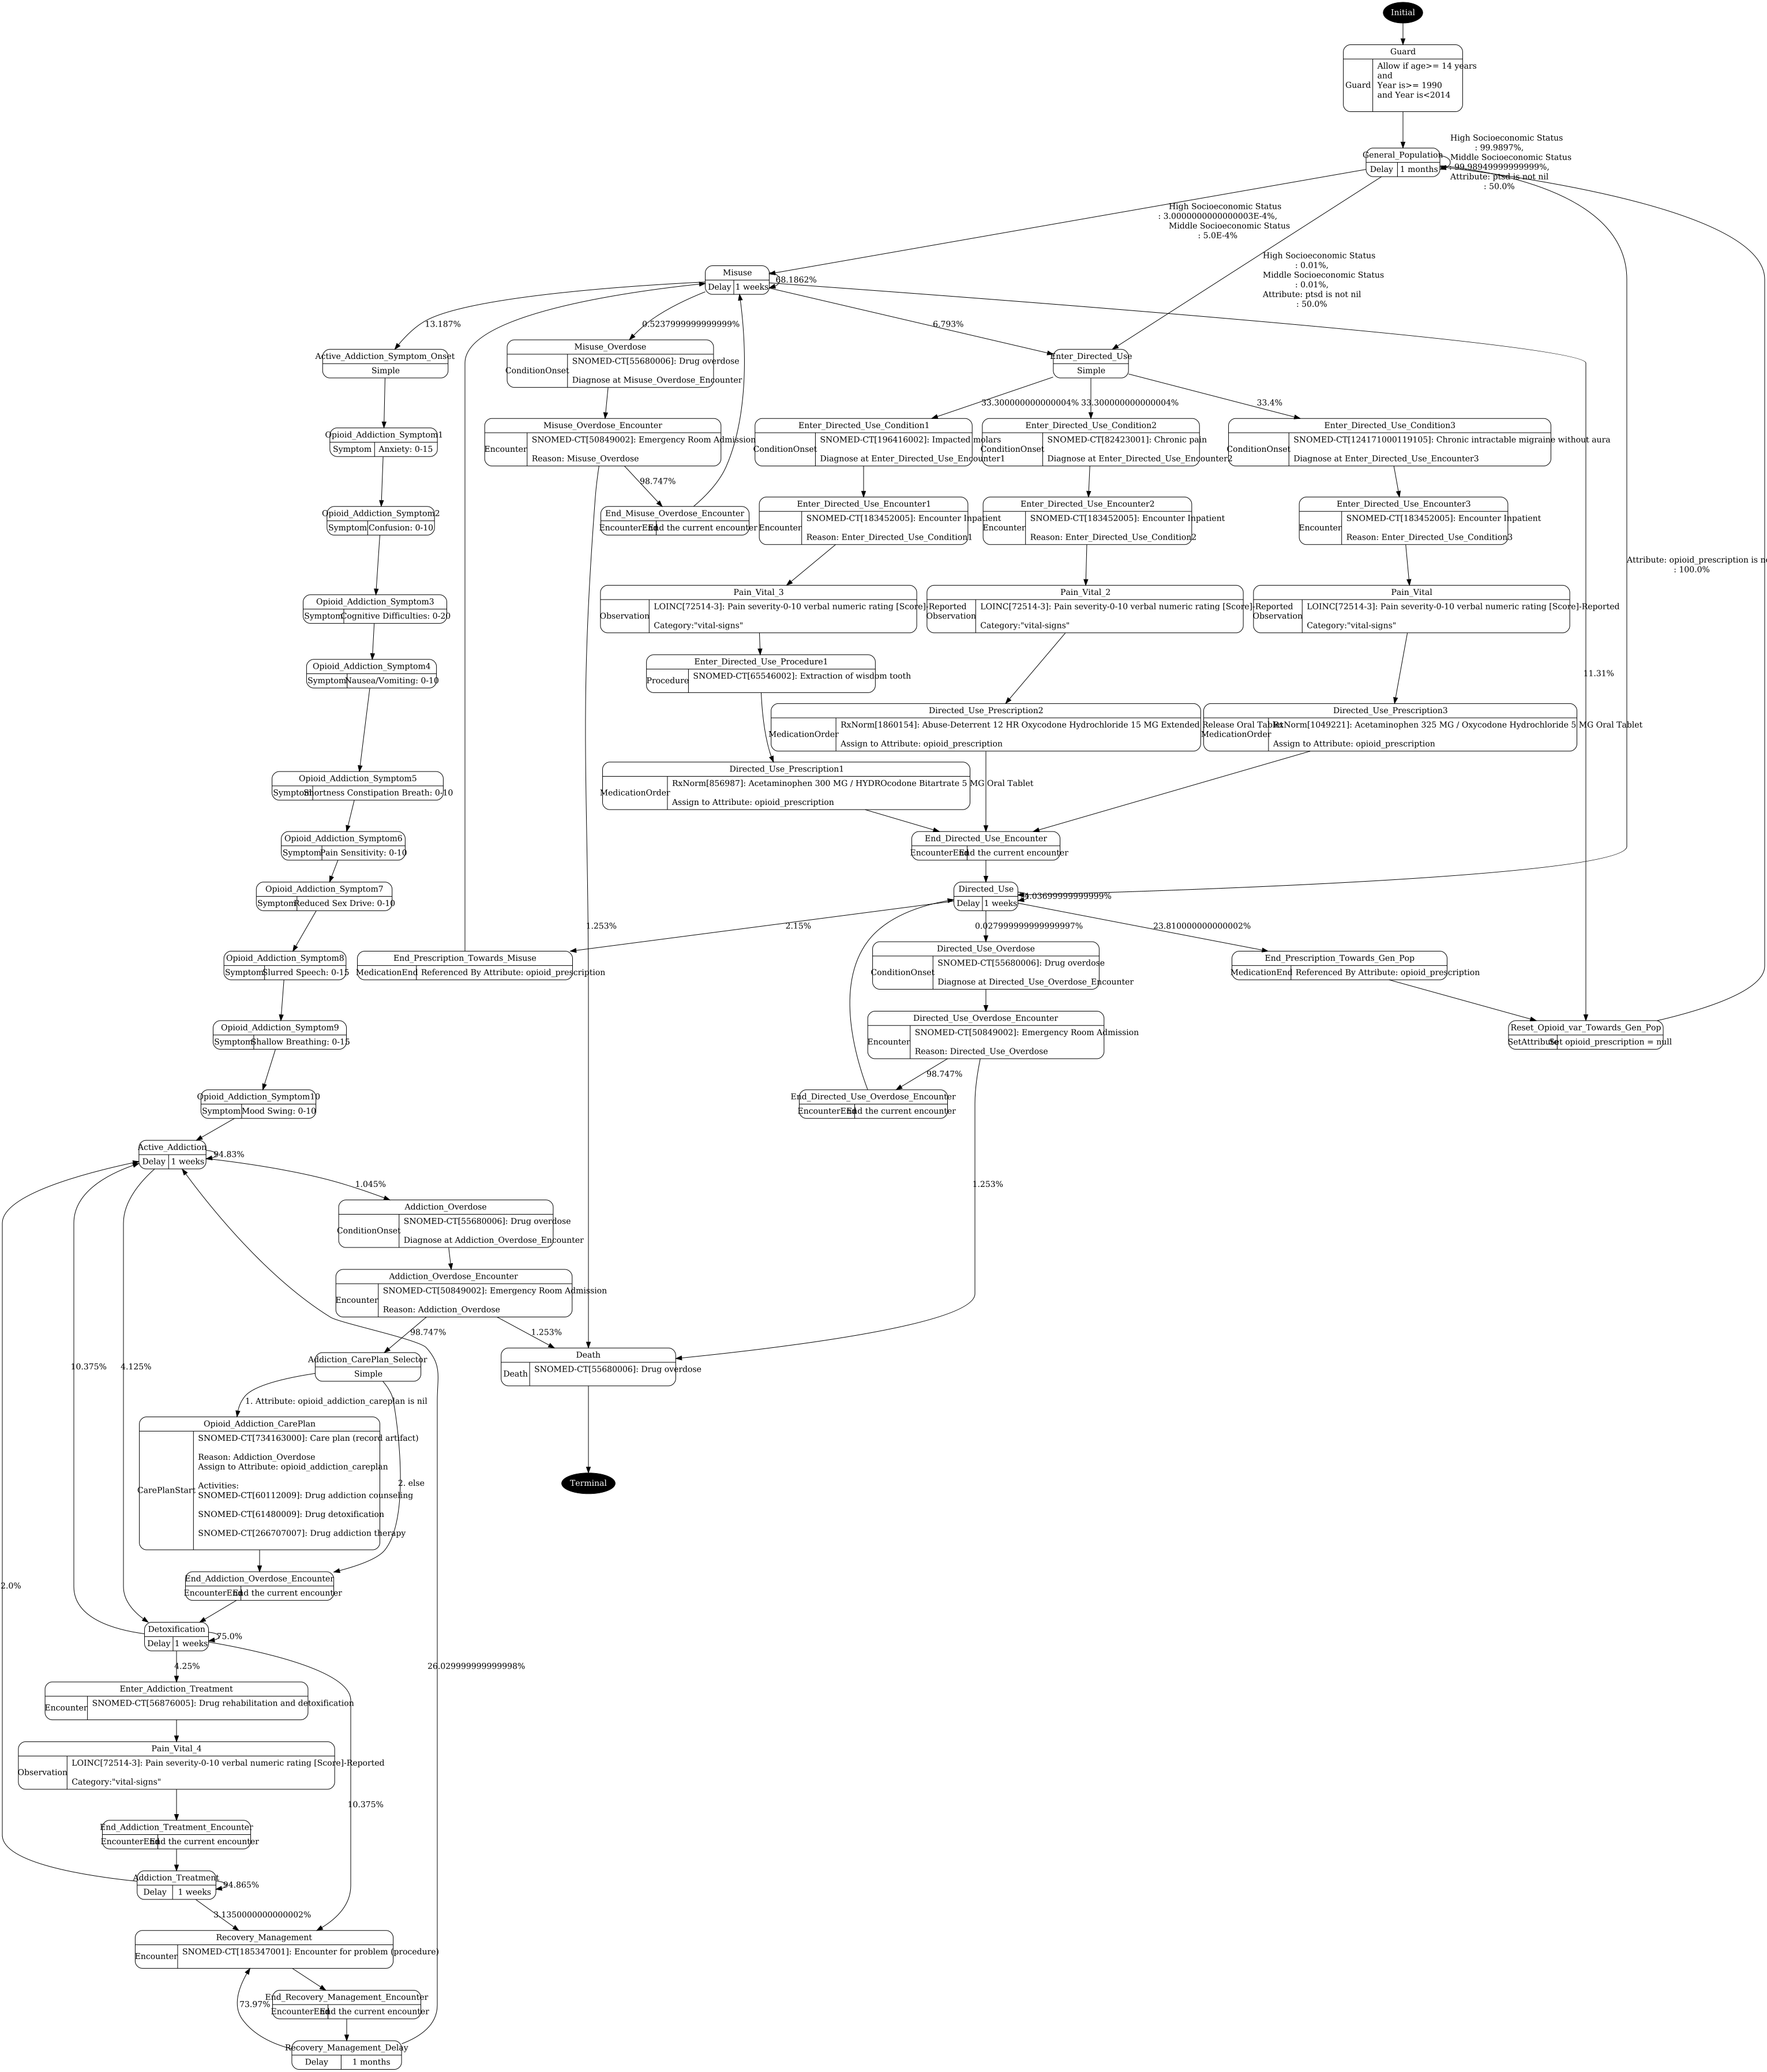 Initial
Guard
Guard
Allow if age>= 14 years
and
Year is>= 1990
and Year is<2014
General_Population
Delay
1 months
High Socioeconomic Status
: 99.9897%,
Middle Socioeconomic Status
: 99.98949999999999%,
Attribute: ptsd is not nil
: 50.0%
High Socioeconomic Status
: 3.0000000000000003E-4%,
Middle Socioeconomic Status
: 5.0E-4%
High Socioeconomic Status
: 0.01%,
Middle Socioeconomic Status
: 0.01%,
Attribute: ptsd is not nil
: 50.0%
Misuse
Delay
1 weeks
68.1862%
13.187%
0.5237999999999999%
6.793%
Active_Addiction_Symptom_Onset
Simple
Misuse_Overdose
ConditionOnset
SNOMED-CT[55680006]: Drug overdose
Diagnose at Misuse_Overdose_Encounter
Enter_Directed_Use
Simple
33.300000000000004%
33.300000000000004%
33.4%
Opioid_Addiction_Symptom1
Symptom
Anxiety: 0-15
Misuse_Overdose_Encounter
Encounter
SNOMED-CT[50849002]: Emergency Room Admission
Reason: Misuse_Overdose
Enter_Directed_Use_Condition1
ConditionOnset
SNOMED-CT[196416002]: Impacted molars
Diagnose at Enter_Directed_Use_Encounter1
Enter_Directed_Use_Condition2
ConditionOnset
SNOMED-CT[82423001]: Chronic pain
Diagnose at Enter_Directed_Use_Encounter2
Enter_Directed_Use_Condition3
ConditionOnset
SNOMED-CT[124171000119105]: Chronic intractable migraine without aura
Diagnose at Enter_Directed_Use_Encounter3
98.747%
Opioid_Addiction_Symptom2
Symptom
Confusion: 0-10
End_Misuse_Overdose_Encounter
EncounterEnd
End the current encounter
Enter_Directed_Use_Encounter1
Encounter
SNOMED-CT[183452005]: Encounter Inpatient
Reason: Enter_Directed_Use_Condition1
Enter_Directed_Use_Encounter2
Encounter
SNOMED-CT[183452005]: Encounter Inpatient
Reason: Enter_Directed_Use_Condition2
Enter_Directed_Use_Encounter3
Encounter
SNOMED-CT[183452005]: Encounter Inpatient
Reason: Enter_Directed_Use_Condition3
Attribute: opioid_prescription is
: 100.0%
Opioid_Addiction_Symptom3
Symptom
Cognitive Difficulties: 0-20
Pain_Vital_3
Observation
LOINC[72514-3]: Pain severity-0-10 verbal numeric rating [Score]-Reported
Category:"vital-signs"
Pain_Vital_2
Observation
LOINC[72514-3]: Pain severity-0-10 verbal numeric rating [Score]-Reported
Category:"vital-signs"
Pain_Vital
Observation
LOINC[72514-3]: Pain severity-0-10 verbal numeric rating [Score]-Reported
Category:"vital-signs"
Opioid_Addiction_Symptom4
Symptom
Nausea/Vomiting: 0-10
Enter_Directed_Use_Procedure1
Procedure
SNOMED-CT[65546002]: Extraction of wisdom tooth
11.31%
Directed_Use_Prescription2
MedicationOrder
RxNorm[1860154]: Abuse-Deterrent 12 HR Oxycodone Hydrochloride 15 MG Extended Release Oral Tablet
Assign to Attribute: opioid_prescription
Directed_Use_Prescription3
MedicationOrder
RxNorm[1049221]: Acetaminophen 325 MG / Oxycodone Hydrochloride 5 MG Oral Tablet
Assign to Attribute: opioid_prescription
Opioid_Addiction_Symptom5
Symptom
Shortness Constipation Breath: 0-10
Directed_Use_Prescription1
MedicationOrder
RxNorm[856987]: Acetaminophen 300 MG / HYDROcodone Bitartrate 5 MG Oral Tablet
Assign to Attribute: opioid_prescription
Opioid_Addiction_Symptom6
Symptom
Pain Sensitivity: 0-10
End_Directed_Use_Encounter
EncounterEnd
End the current encounter
Opioid_Addiction_Symptom7
Symptom
Reduced Sex Drive: 0-10
Directed_Use
Delay
1 weeks
1.253%
2.15%
0.027999999999999997%
23.810000000000002%
Opioid_Addiction_Symptom8
Symptom
Slurred Speech: 0-15
End_Prescription_Towards_Misuse
MedicationEnd
Referenced By Attribute: opioid_prescription
Directed_Use_Overdose
ConditionOnset
SNOMED-CT[55680006]: Drug overdose
Diagnose at Directed_Use_Overdose_Encounter
End_Prescription_Towards_Gen_Pop
MedicationEnd
Referenced By Attribute: opioid_prescription
Opioid_Addiction_Symptom9
Symptom
Shallow Breathing: 0-15
Directed_Use_Overdose_Encounter
Encounter
SNOMED-CT[50849002]: Emergency Room Admission
Reason: Directed_Use_Overdose
Reset_Opioid_var_Towards_Gen_Pop
SetAttribute
Set opioid_prescription = null
98.747%
Opioid_Addiction_Symptom10
Symptom
Mood Swing: 0-10
End_Directed_Use_Overdose_Encounter
EncounterEnd
End the current encounter
Active_Addiction
Delay
1 weeks
94.83%
1.045%
1.253%
Addiction_Overdose
ConditionOnset
SNOMED-CT[55680006]: Drug overdose
Diagnose at Addiction_Overdose_Encounter
Addiction_Overdose_Encounter
Encounter
SNOMED-CT[50849002]: Emergency Room Admission
Reason: Addiction_Overdose
98.747%
1.253%
10.375%
4.125%
Addiction_CarePlan_Selector
Simple
Death
Death
SNOMED-CT[55680006]: Drug overdose
1. Attribute: opioid_addiction_careplan is nil
Opioid_Addiction_CarePlan
CarePlanStart
SNOMED-CT[734163000]: Care plan (record artifact)
Reason: Addiction_Overdose
Assign to Attribute: opioid_addiction_careplan
Activities:
SNOMED-CT[60112009]: Drug addiction counseling
SNOMED-CT[61480009]: Drug detoxification
SNOMED-CT[266707007]: Drug addiction therapy
2. else
Terminal
End_Addiction_Overdose_Encounter
EncounterEnd
End the current encounter
2.0%
Detoxification
Delay
1 weeks
75.0%
4.25%
26.029999999999998%
Enter_Addiction_Treatment
Encounter
SNOMED-CT[56876005]: Drug rehabilitation and detoxification
Pain_Vital_4
Observation
LOINC[72514-3]: Pain severity-0-10 verbal numeric rating [Score]-Reported
Category:"vital-signs"
10.375%
End_Addiction_Treatment_Encounter
EncounterEnd
End the current encounter
Addiction_Treatment
Delay
1 weeks
94.865%
3.1350000000000002%
Recovery_Management
Encounter
SNOMED-CT[185347001]: Encounter for problem (procedure)
73.97%
End_Recovery_Management_Encounter
EncounterEnd
End the current encounter
Recovery_Management_Delay
Delay
1 months